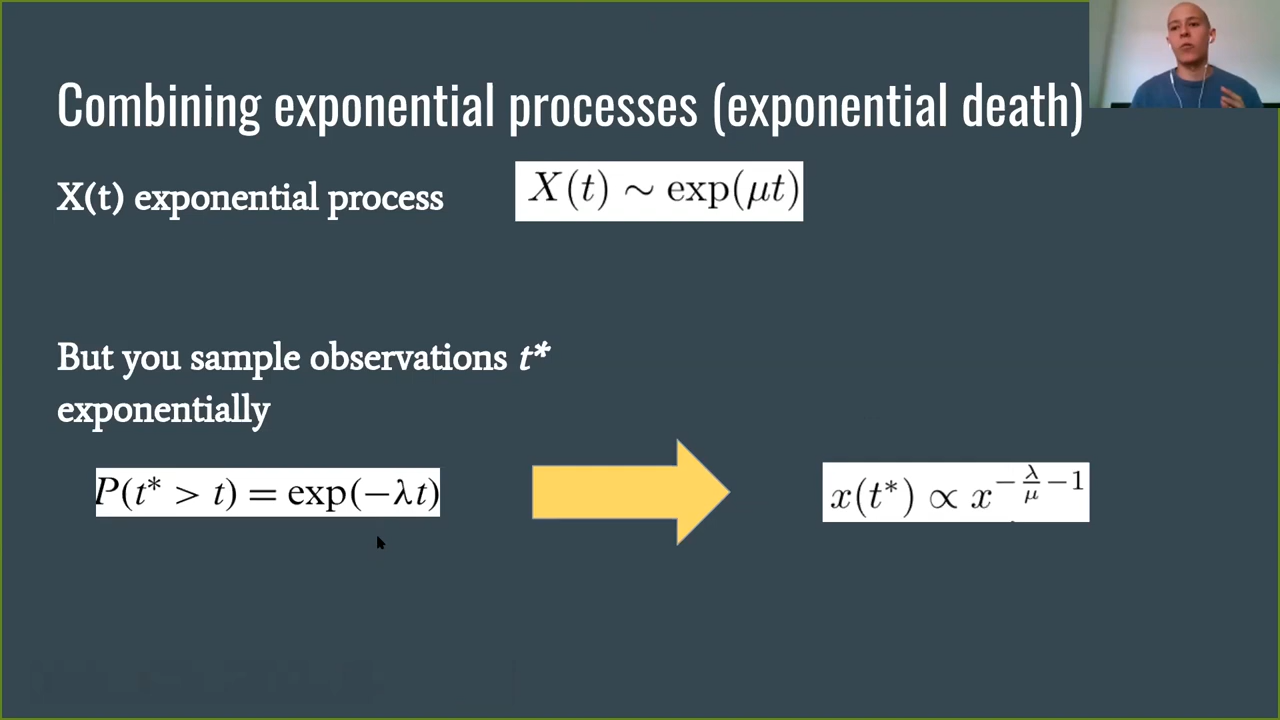 Combining exponential processes (exponential death)
X(t) exponential process
X(t) ∼ exp(μt)
But you sample observations t*
exponentially
P(t* > t) = exp(−λt)
x(t*) ∝ x^{−λ/μ−1}